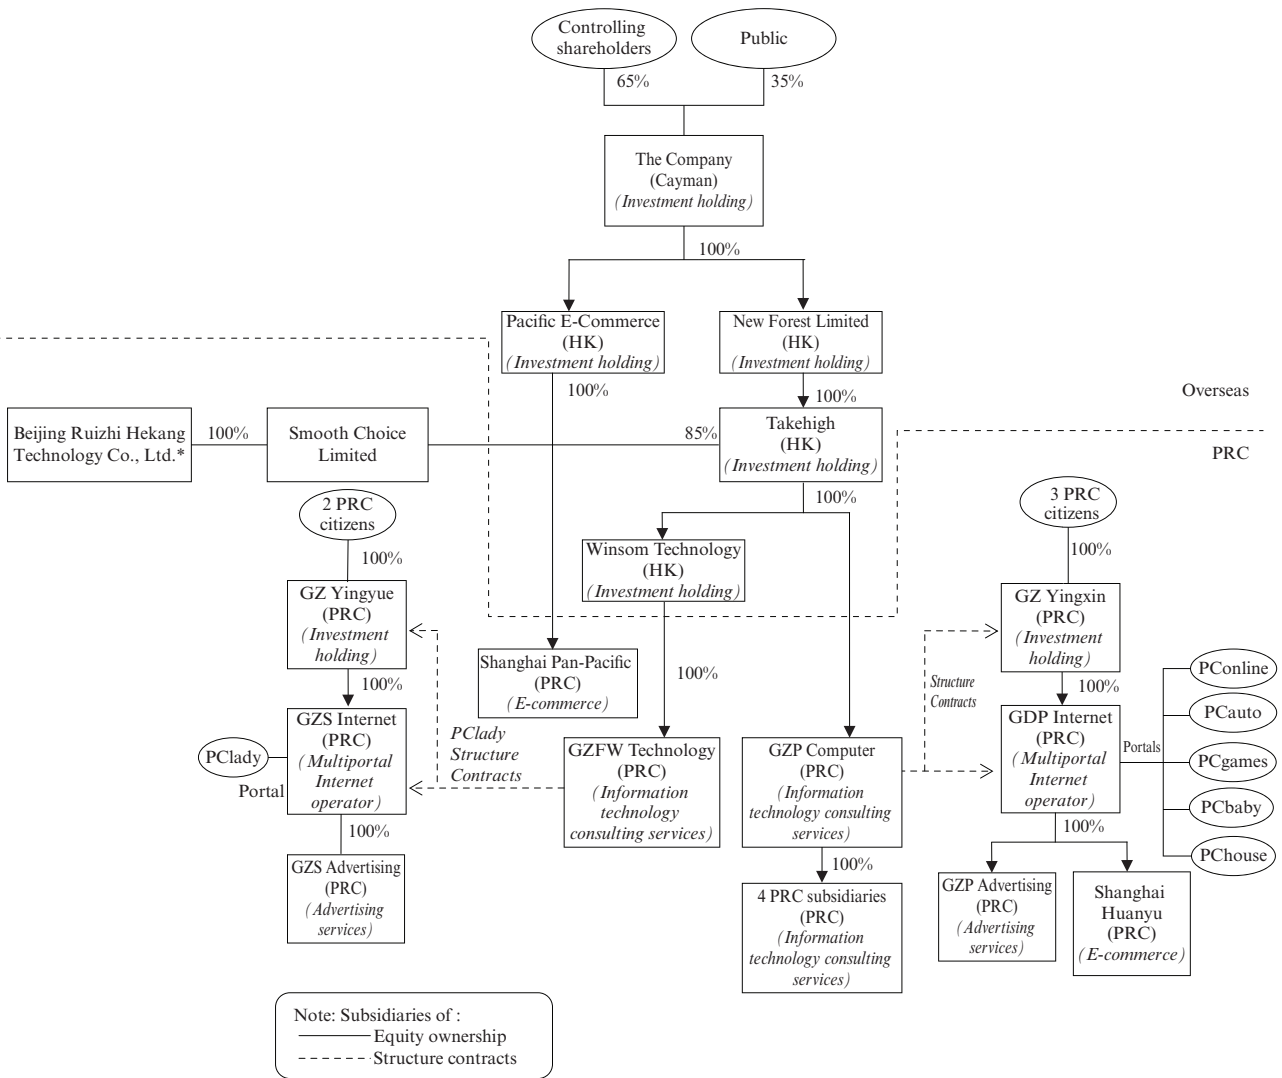 Controlling
shareholders
Public
65%
35%
The Company
(Cayman)
(Investment holding)
100%
Pacific E-Commerce
(HK)
(Investment holding)
New Forest Limited
(HK)
(Investment holding)
100%
100%
Overseas
Beijing Ruizhi Hekang
Technology Co., Ltd.*
100%
Smooth Choice
Limited
85%
Takehigh
(HK)
(Investment holding)
PRC
100%
2 PRC
citizens
3 PRC
citizens
100%
Winsom Technology
(HK)
(Investment holding)
100%
GZ Yingyue
(PRC)
(Investment
holding)
GZ Yingxin
(PRC)
(Investment
holding)
Shanghai Pan-Pacific
(PRC)
(E-commerce)
100%
100%
Structure
Contracts
100%
PConline
PCauto
PCgames
PCbaby
PChouse
GZS Internet
(PRC)
(Multiportal
Internet
operator)
PClady
Portal
PClady
Structure
Contracts
GZFW Technology
(PRC)
(Information
technology
consulting services)
GZP Computer
(PRC)
(Information
technology consulting
services)
GDP Internet
(PRC)
(Multiportal
Internet
operator)
Portals
100%
100%
100%
GZS Advertising
(PRC)
(Advertising
services)
4 PRC subsidiaries
(PRC)
(Information
technology consulting
services)
GZP Advertising
(PRC)
(Advertising
services)
Shanghai
Huanyu
(PRC)
(E-commerce)
Note: Subsidiaries of :
Equity ownership
Structure contracts